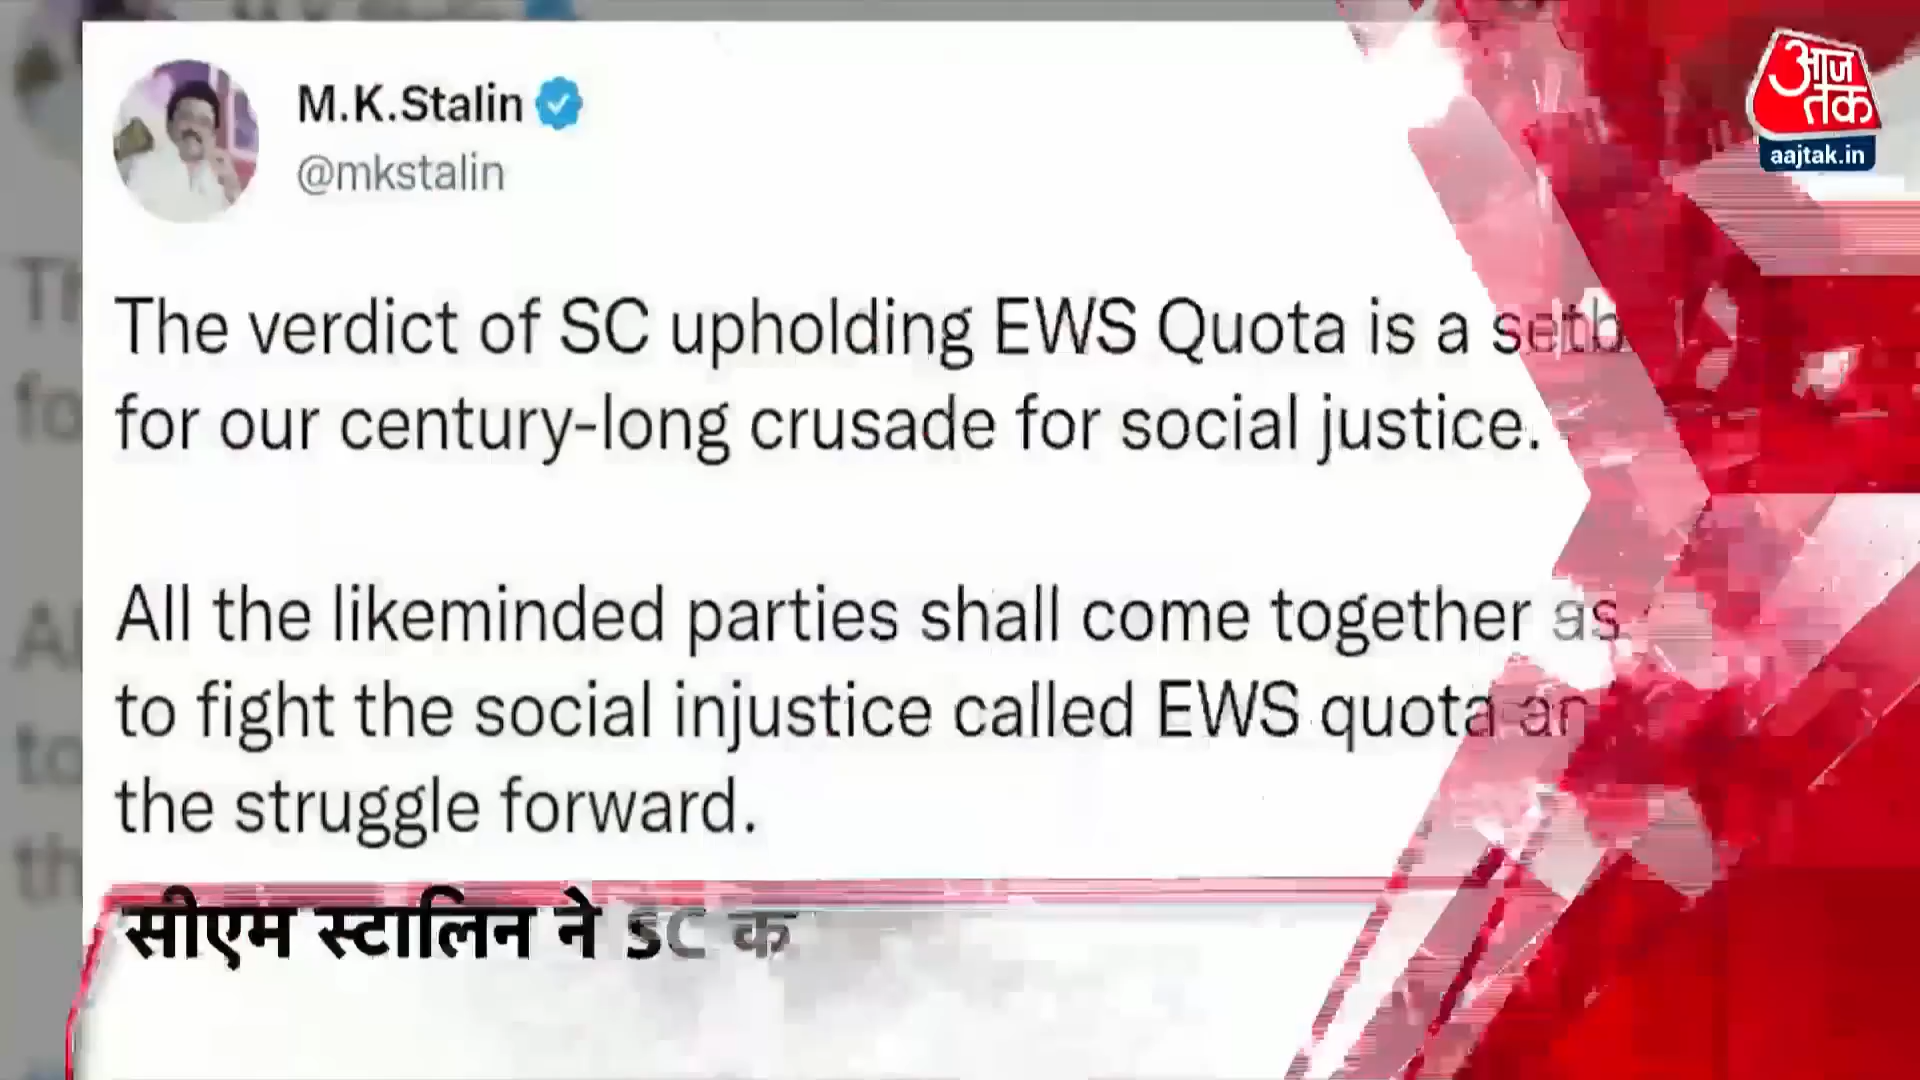 M.K.Stalin
@mkstalin
आज
तक
aajtak.in
The verdict of SC upholding EWS Quota is a
for our century-long crusade for social justice.
All the likeminded parties shall come together as
to fight the social injustice called EWS quota
the struggle forward.
सीएम स्टालिन ने SC